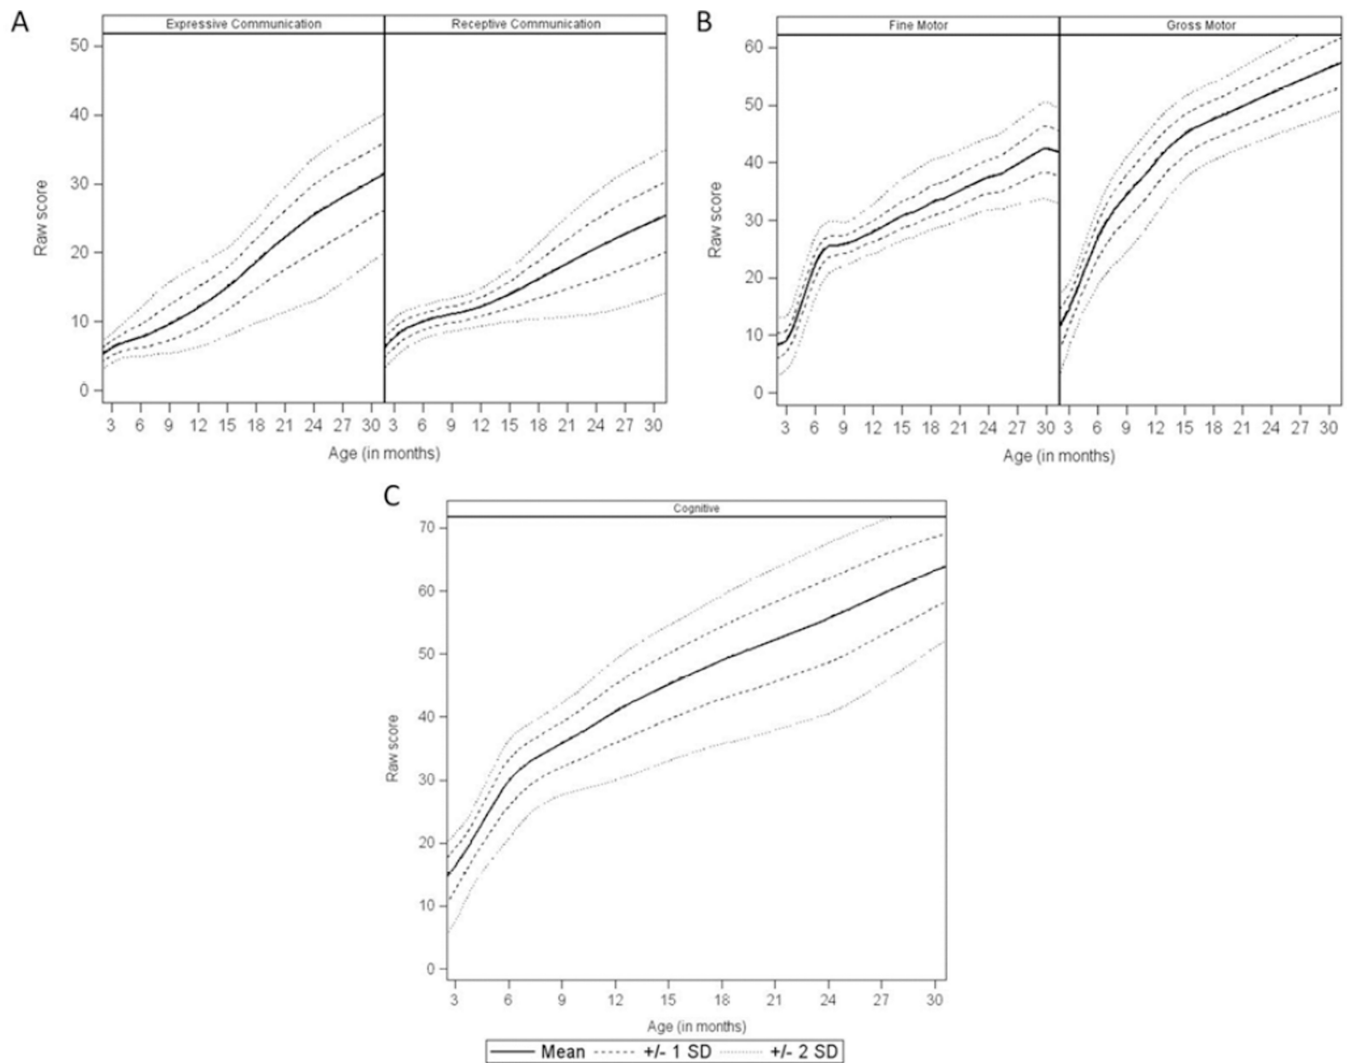 A
Expressive Communication
Receptive Communication
50
40
30
20
10
0
Raw score
3 6 9 12 15 18 21 24 27 30 3 6 9 12 15 18 21 24 27 30
Age (in months)
B
Fine Motor
Gross Motor
60
50
40
30
20
10
0
Raw score
3 6 9 12 15 18 21 24 27 30 3 6 9 12 15 18 21 24 27 30
Age (in months)
C
Cognitive
70
60
50
40
30
20
10
0
Raw score
3 6 9 12 15 18 21 24 27 30
Age (in months)
Mean +/- 1 SD +/- 2 SD